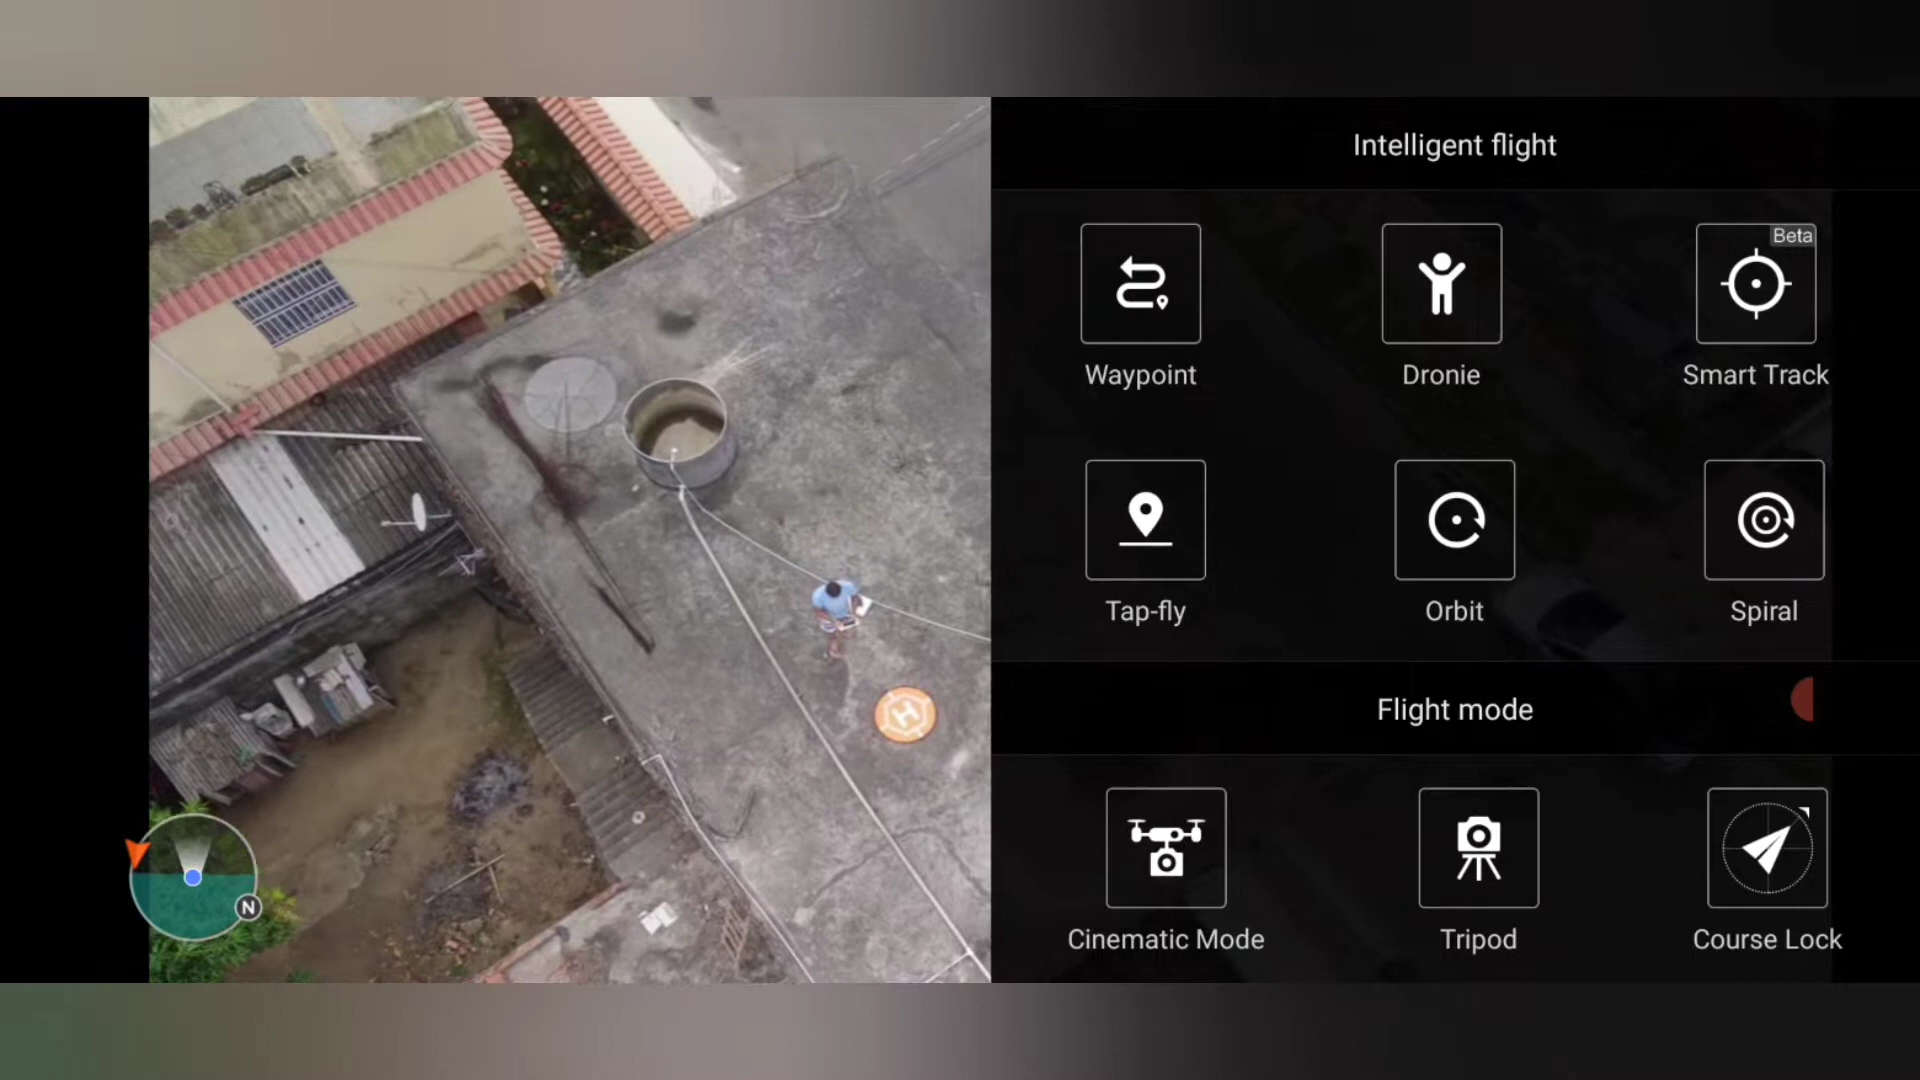 Intelligent flight
Beta
Waypoint
Dronie
Smart Track
Tap-fly
Orbit
Spiral
Flight mode
H
N
Cinematic Mode
Tripod
Course Lock